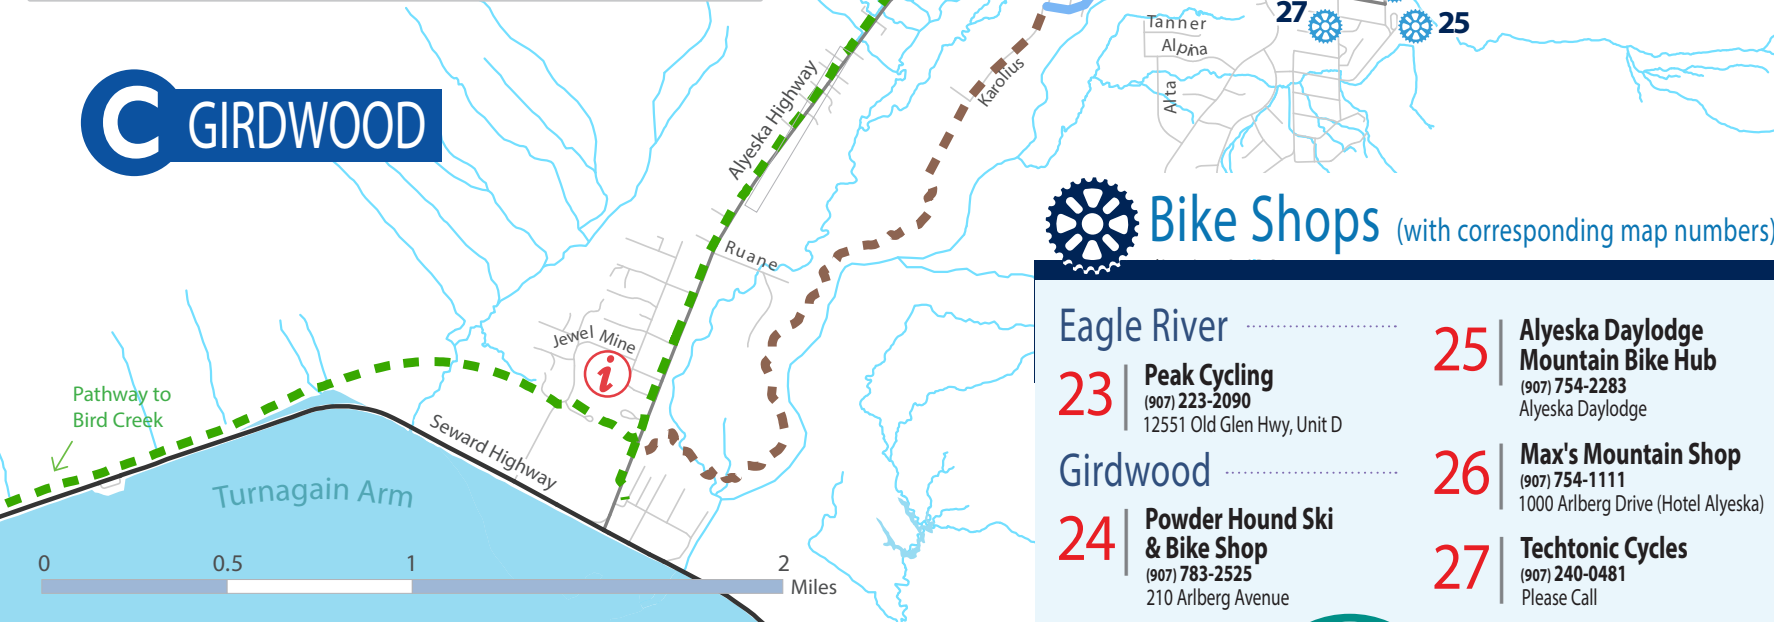 27
25
Tanner
Alpina
Alta
Karolius
Alyeska Highway
C GIRDWOOD
Ruane
Jewel Mine
i
Pathway to
Bird Creek
Seward Highway
Turnagain Arm
0 0.5 1 2
Miles
Bike Shops (with corresponding map numbers)
Eagle River
23
Peak Cycling
(907) 223-2090
12551 Old Glen Hwy, Unit D
Girdwood
24
Powder Hound Ski
& Bike Shop
(907) 783-2525
210 Arlberg Avenue
25
Alyeska Daylodge
Mountain Bike Hub
(907) 754-2283
Alyeska Daylodge
26
Max's Mountain Shop
(907) 754-1111
1000 Arlberg Drive (Hotel Alyeska)
27
Techtonic Cycles
(907) 240-0481
Please Call